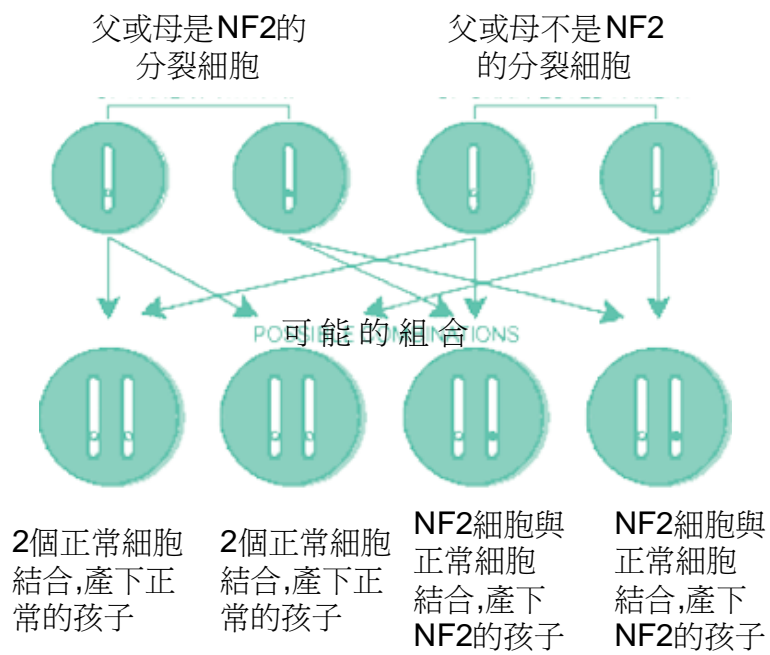 父或母是NF2的
分裂細胞
父或母不是NF2
的分裂細胞
可能的組合
POSSIBLE COMBINATIONS
2個正常細胞
結合,產下正
常的孩子
2個正常細胞
結合,產下正
常的孩子
NF2細胞與
正常細胞
結合,產下
NF2的孩子
NF2細胞與
正常細胞
結合,產下
NF2的孩子